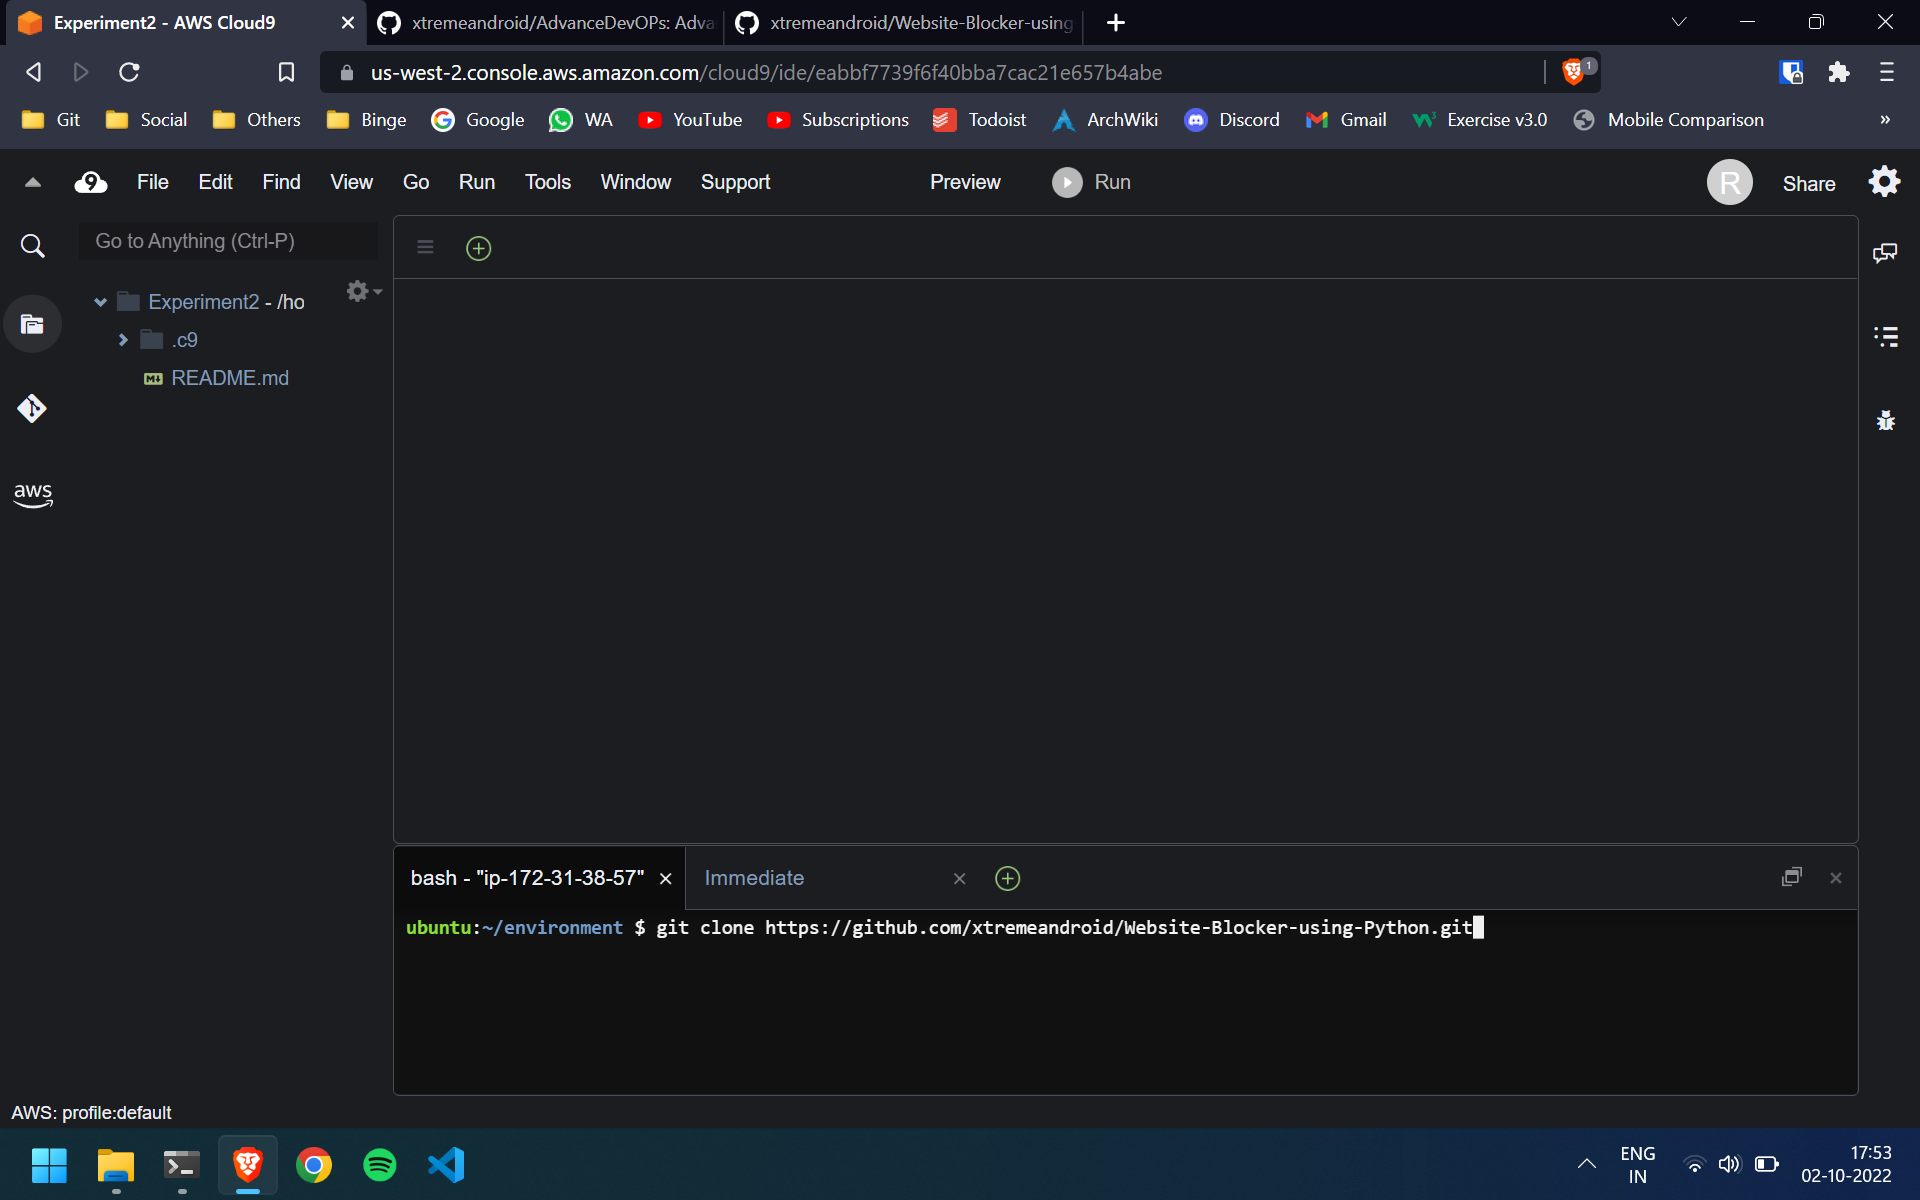 Experiment2 - AWS Cloud9
xtremeandroid/AdvanceDevOPs: Adva
xtremeandroid/Website-Blocker-using
us-west-2.console.aws.amazon.com/cloud9/ide/eabbf7739f6f40bba7cac21e657b4abe
1
Git Social Others Binge Google WA YouTube Subscriptions Todoist ArchWiki Discord Gmail Exercise v3.0 Mobile Comparison »
9 File Edit Find View Go Run Tools Window Support Preview Run R Share
Go to Anything (Ctrl-P)
Experiment2 - /ho
.c9
README.md
aws
bash - "ip-172-31-38-57" Immediate
ubuntu:~/environment $ git clone https://github.com/xtremeandroid/Website-Blocker-using-Python.git
AWS: profile:default
ENG
IN
17:53
02-10-2022